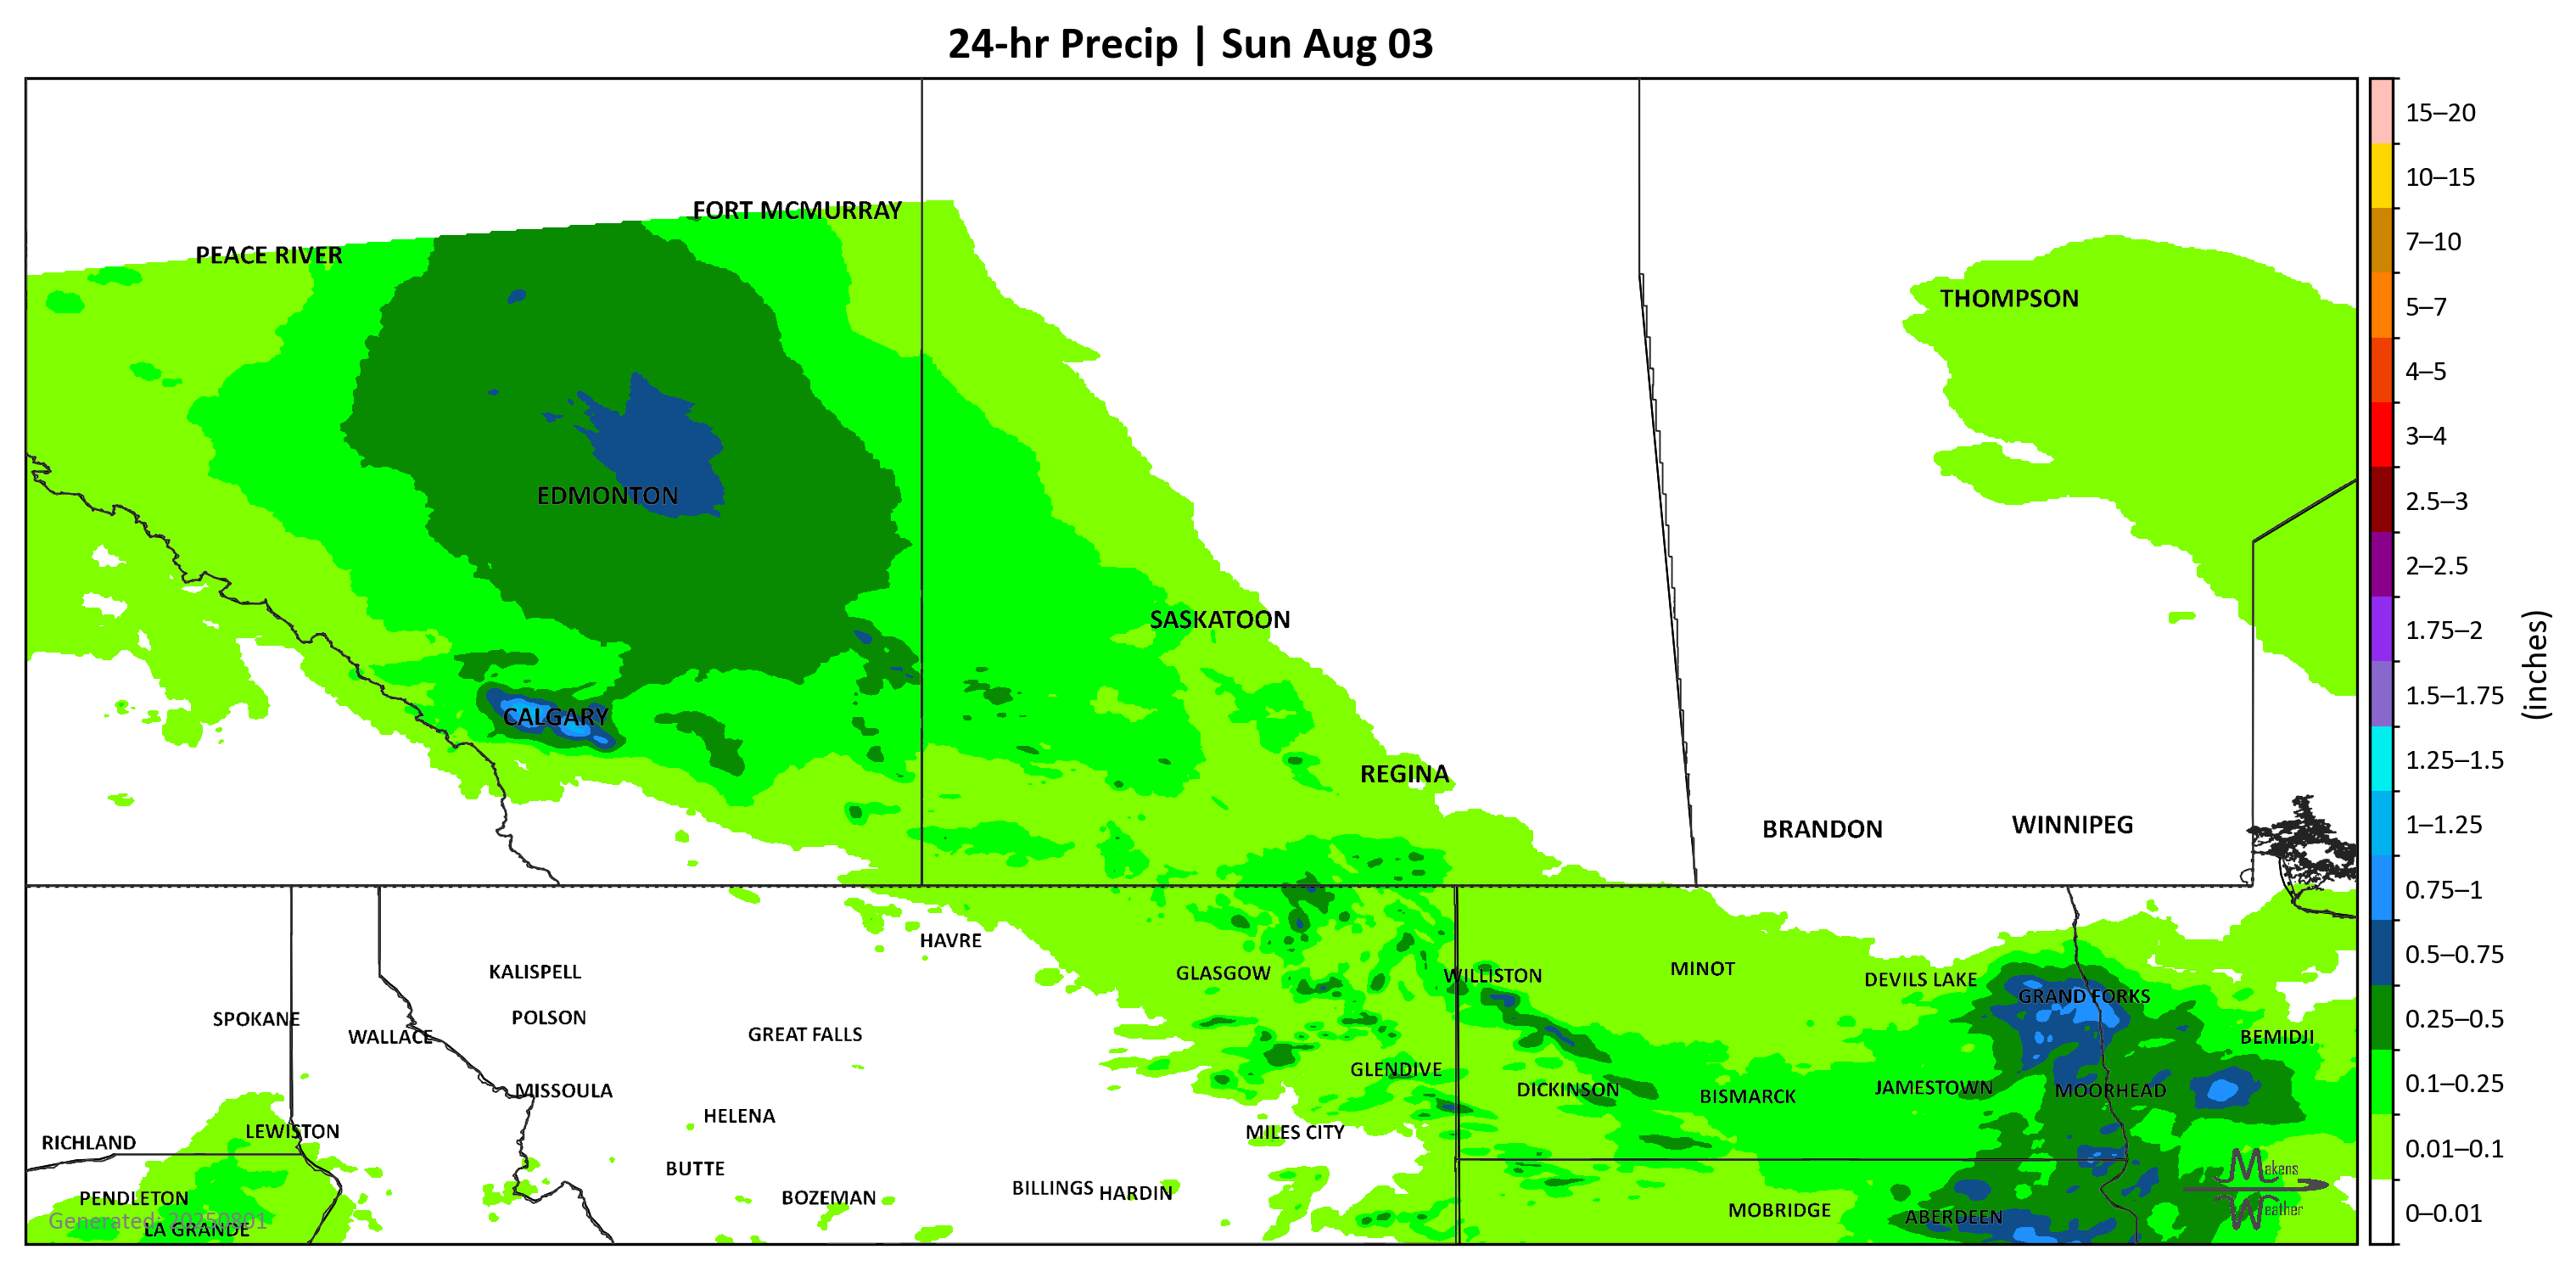 24-hr Precip | Sun Aug 03
15–20
10–15
7–10
5–7
4–5
3–4
2.5–3
2–2.5
1.75–2
1.5–1.75
1.25–1.5
1–1.25
0.75–1
0.5–0.75
0.25–0.5
0.1–0.25
0.01–0.1
0–0.01
(inches)
FORT MCMURRAY
PEACE RIVER
THOMPSON
EDMONTON
SASKATOON
CALGARY
REGINA
BRANDON
WINNIPEG
HAVRE
KALISPELL
GLASGOW
WILLISTON
MINOT
DEVILS LAKE
GRAND FORKS
SPOKANE
WALLACE
POLSON
GREAT FALLS
BEMIDJI
GLENDIVE
MISSOULA
DICKINSON
BISMARCK
JAMESTOWN
MOORHEAD
HELENA
LEWISTON
RICHLAND
MILES CITY
BUTTE
PENDLETON
BOZEMAN
BILLINGS
HARDIN
MOBRIDGE
ABERDEEN
Generated: 20250801
LA GRANDE
Makens
Weather